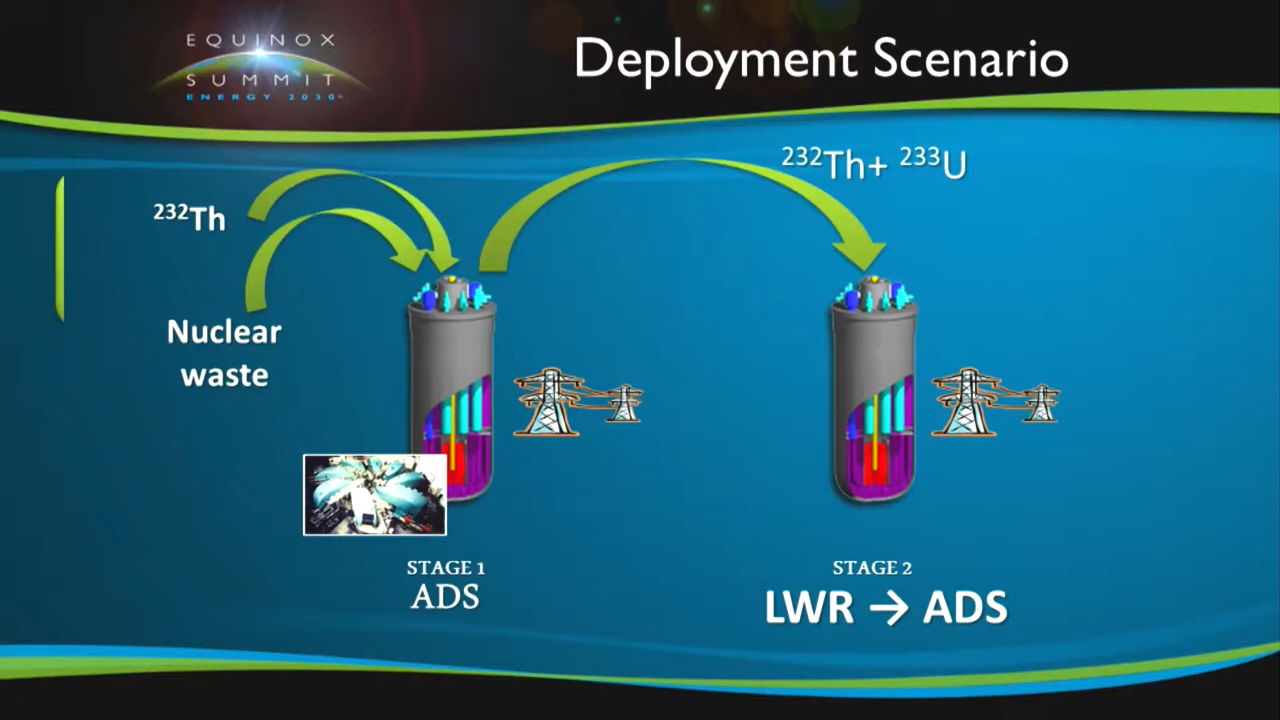 EQUINOX
SUMMIT
ENERGY 2030
Deployment Scenario
²³²Th+ ²³³U
²³²Th
Nuclear
waste
STAGE 1
ADS
STAGE 2
LWR → ADS